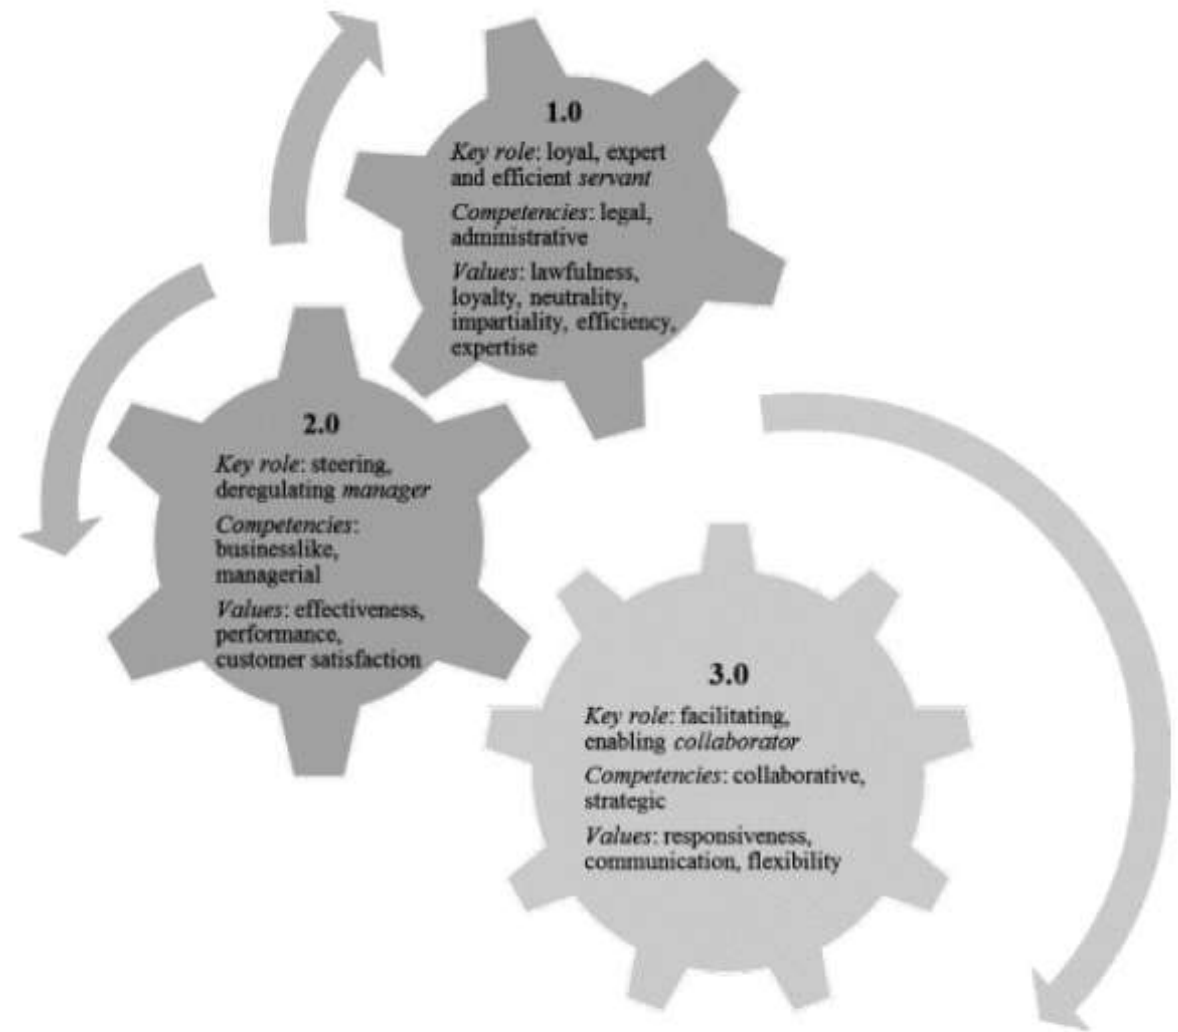 1.0
Key role: loyal, expert
and efficient servant
Competencies: legal,
administrative
Values: lawfulness,
loyalty, neutrality,
impartiality, efficiency,
expertise
2.0
Key role: steering,
deregulating manager
Competencies:
businesslike,
managerial
Values: effectiveness,
performance,
customer satisfaction
3.0
Key role: facilitating,
enabling collaborator
Competencies: collaborative,
strategic
Values: responsiveness,
communication, flexibility